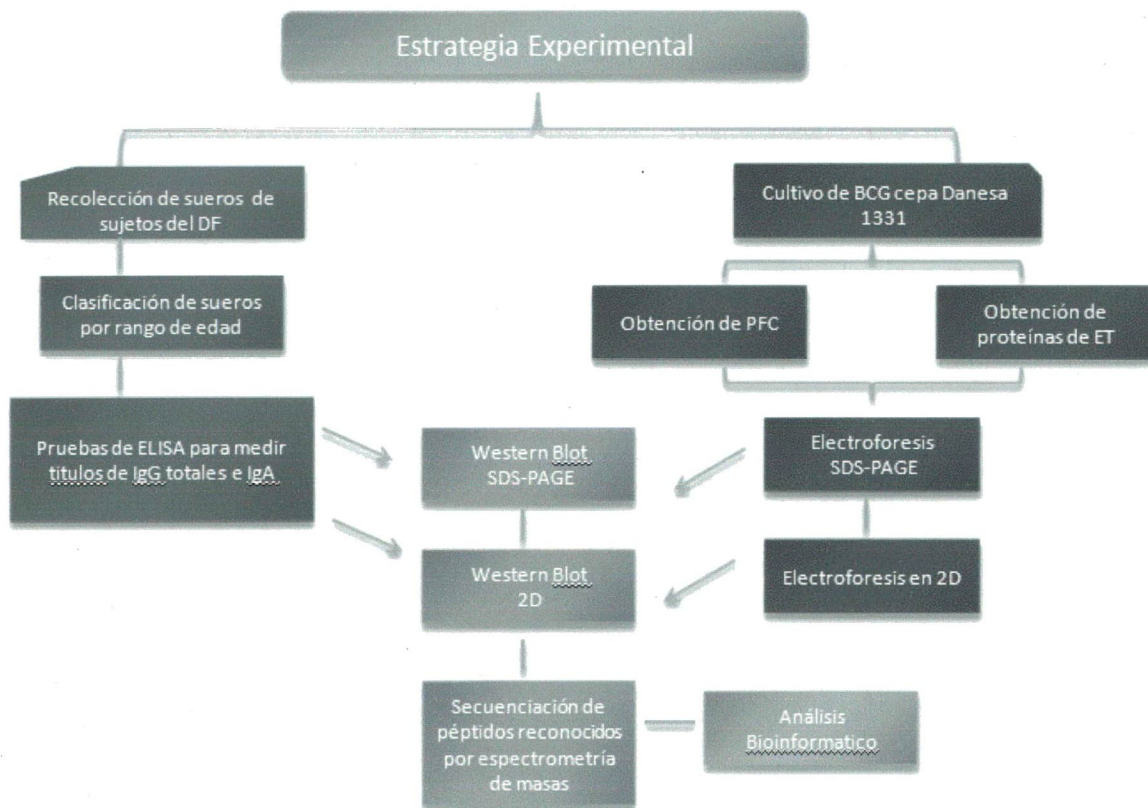 Estrategia Experimental
Recolección de sueros de
sujetos del DF
Cultivo de BCG cepa Danesa
1331
Clasificación de sueros
por rango de edad
Obtención de PFC
Obtención de
proteínas de ET
Pruebas de ELISA para medir
titulos de IgG totales e IgA
Western Blot
SDS-PAGE
Electroforesis
SDS-PAGE
Western Blot
2D
Electroforesis en 2D
Secuenciación de
péptidos reconocidos
por espectrometría
de masas
Análisis
Bioinformatico